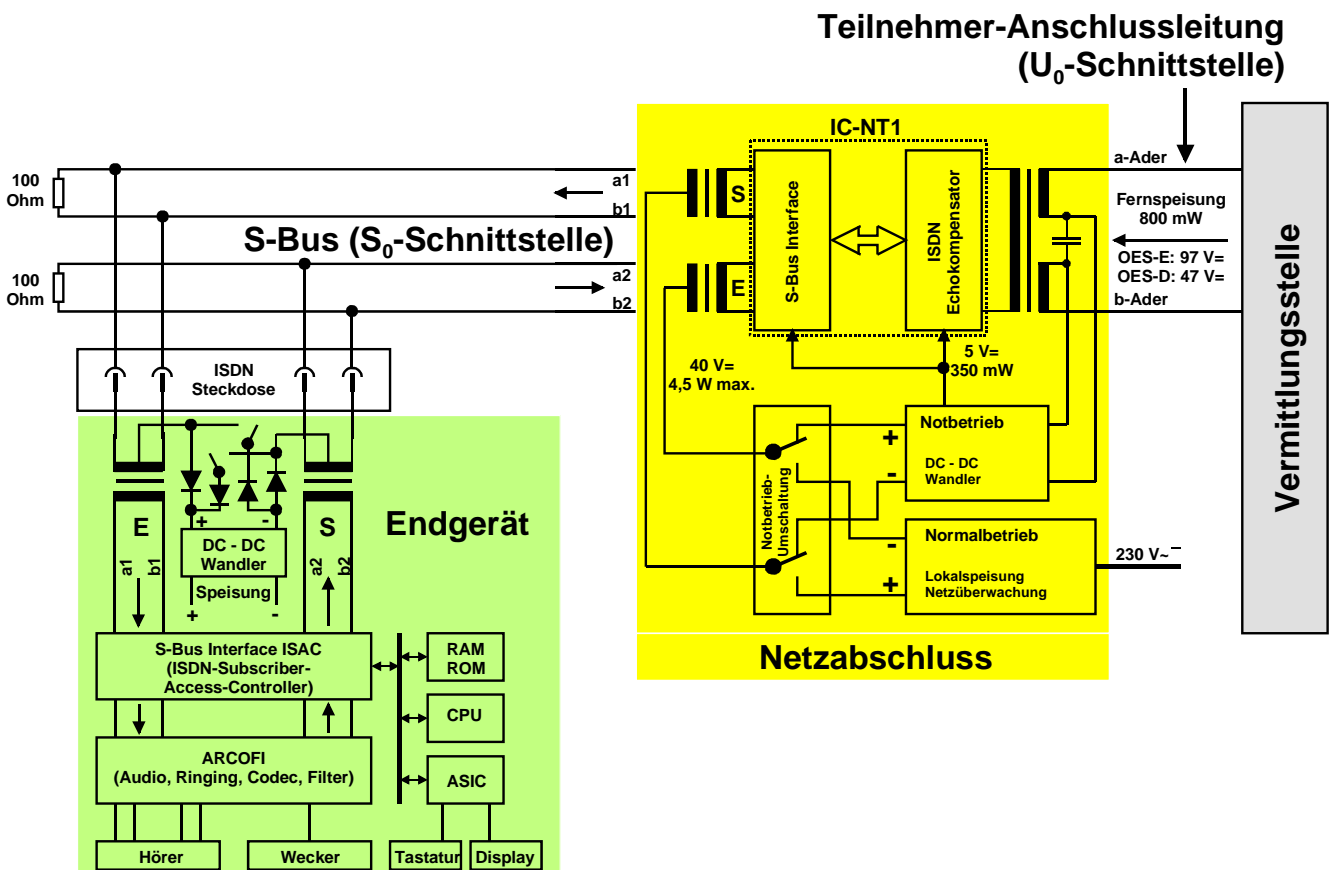 Teilnehmer-Anschlussleitung
(U₀-Schnittstelle)
IC-NT1
a-Ader
100
Ohm
a1
b1
S
S-Bus Interface
ISDN
Echokompensator
Fernspeisung
800 mW
S-Bus (S₀-Schnittstelle)
OES-E: 97 V=
OES-D: 47 V=
100
Ohm
a2
b2
E
b-Ader
Vermittlungsstelle
ISDN
Steckdose
40 V=
4,5 W max.
5 V=
350 mW
Notbetrieb-
Umschaltung
+
-
Notbetrieb
DC - DC
Wandler
-
+
Normalbetrieb
Lokalspeisung
Netzüberwachung
230 V~
Netzabschluss
E
a1
b1
+
-
DC - DC
Wandler
Speisung
+
-
S
a2
b2
Endgerät
S-Bus Interface ISAC
(ISDN-Subscriber-
Access-Controller)
RAM
ROM
CPU
ARCOFI
(Audio, Ringing, Codec, Filter)
ASIC
Hörer
Wecker
Tastatur
Display